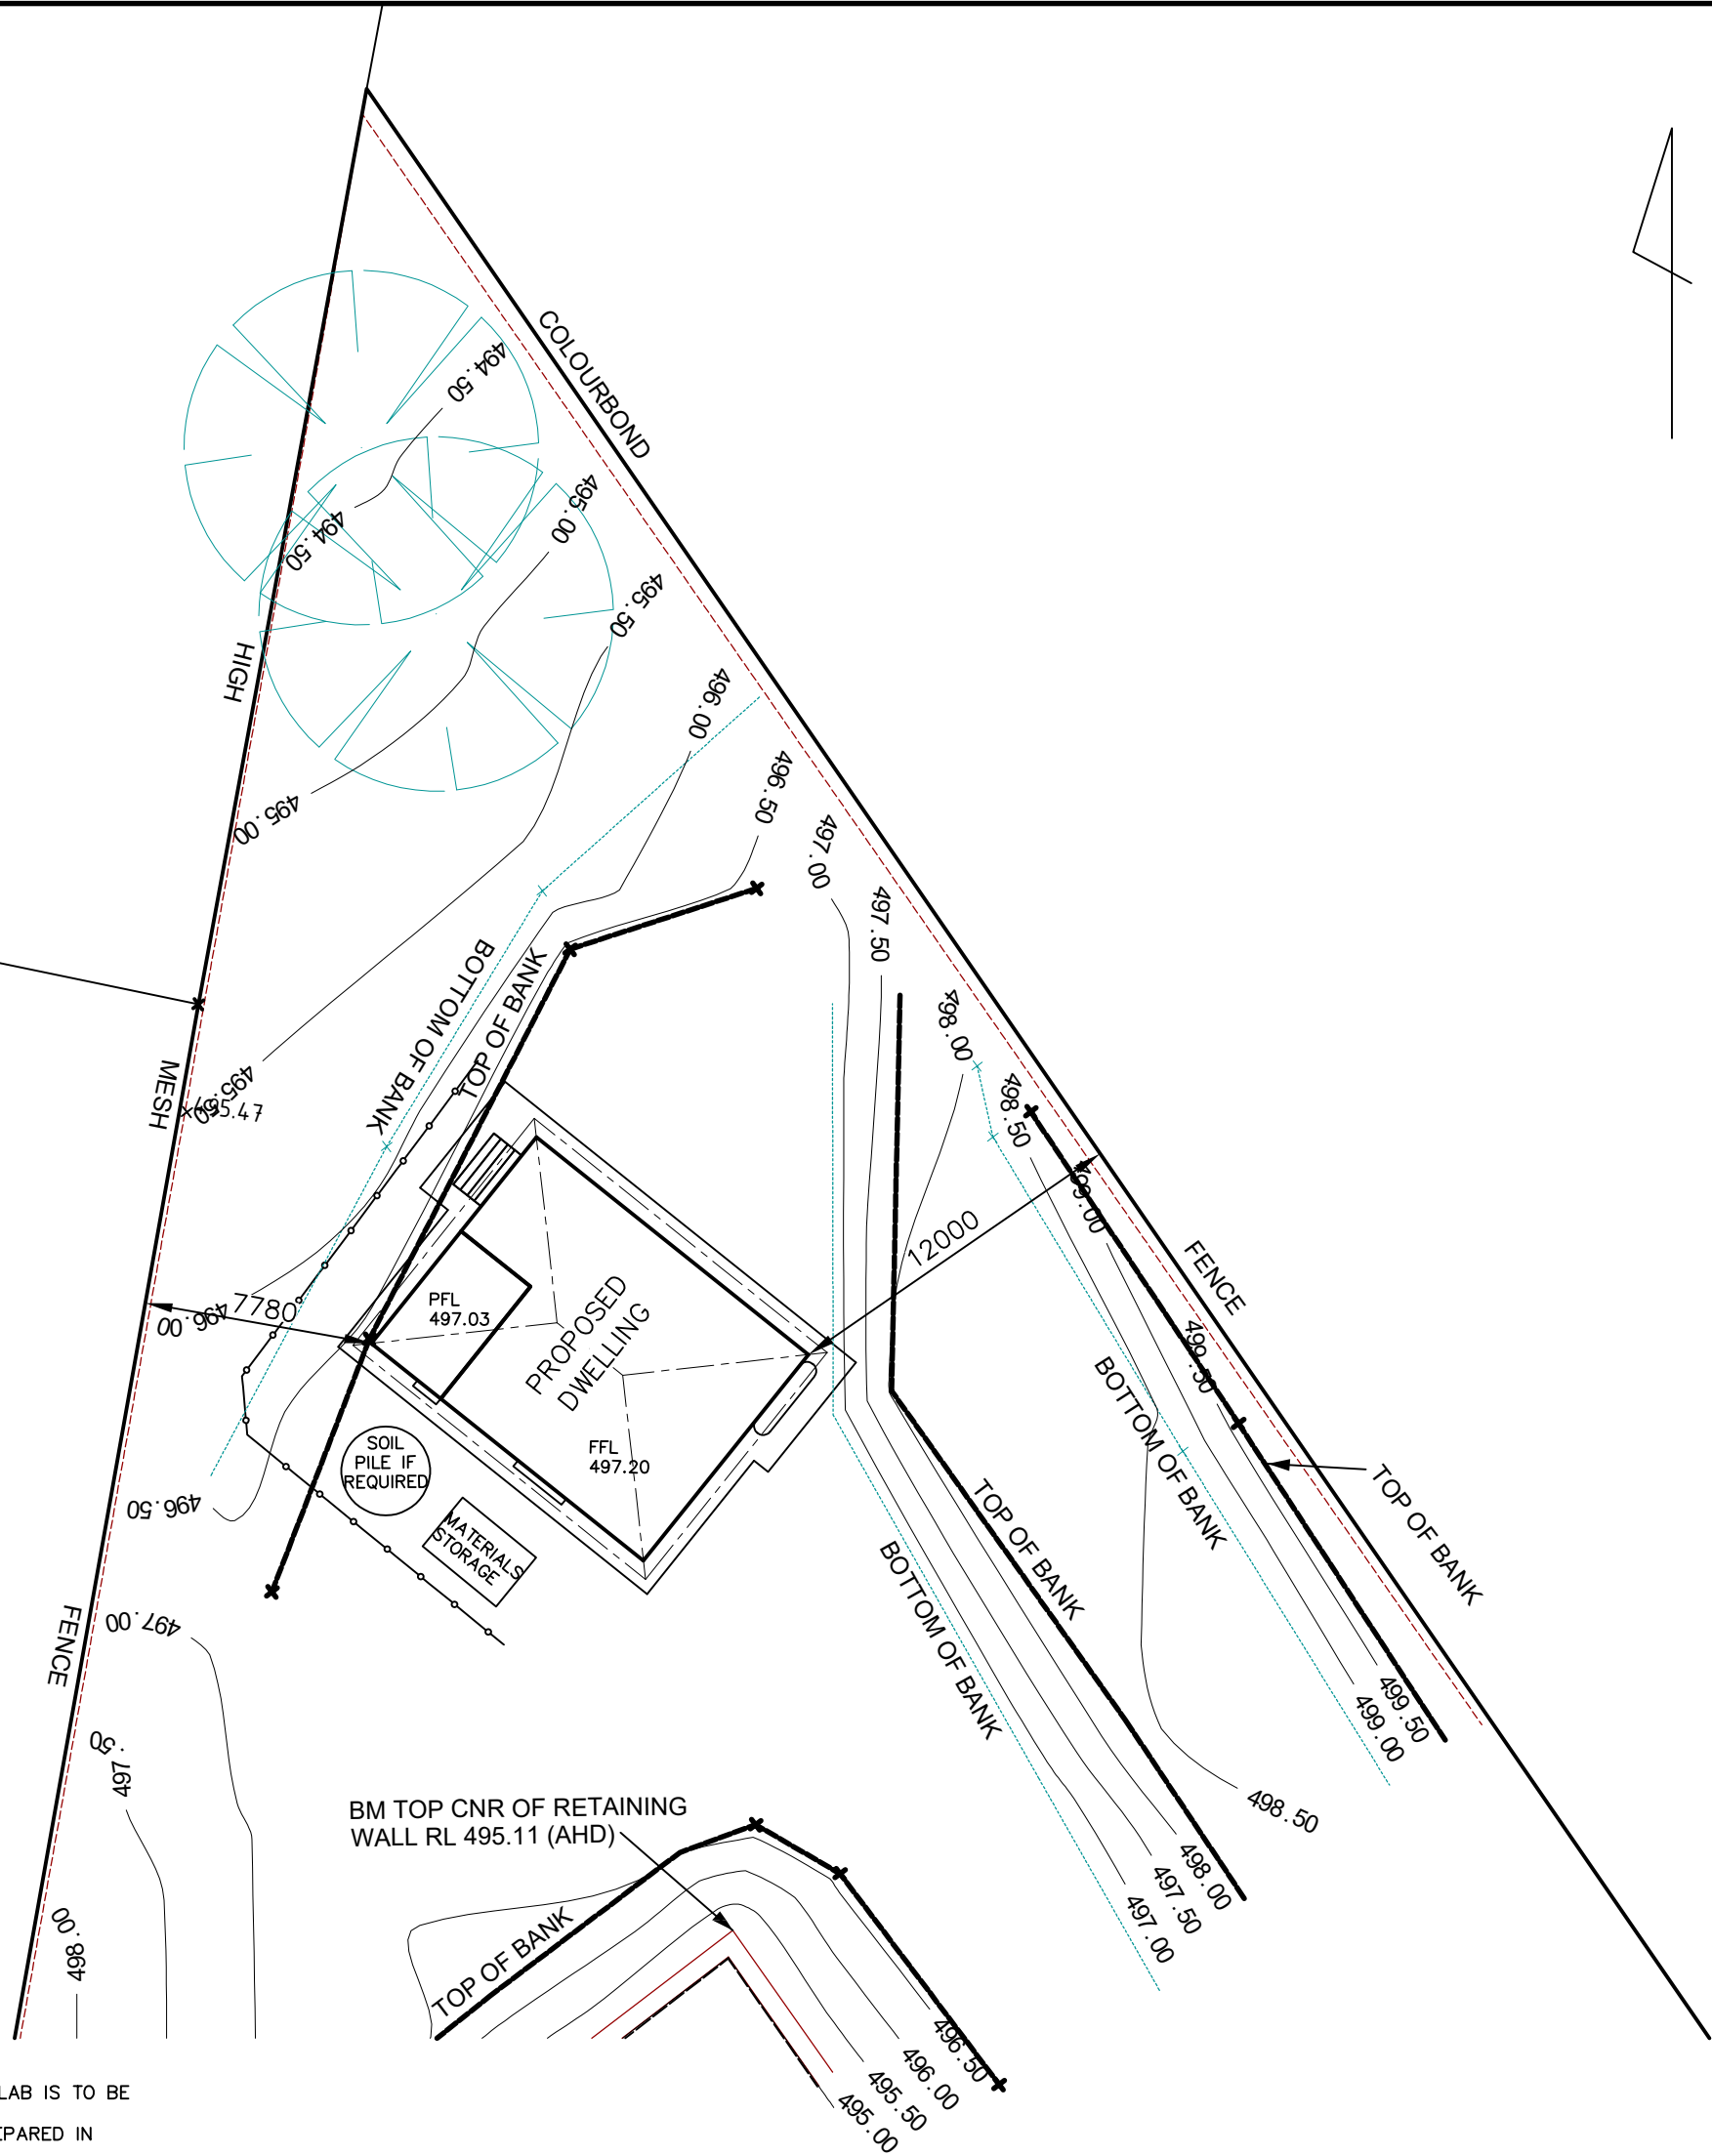 COLOURBOND
494.50
495.00
494.50
495.50
HIGH
496.00
496.50
495.00
497.00
497.50
BOTTOM OF BANK
TOP OF BANK
498.00
498.50
MESH
495.50
×495.47
499.00
12000
FENCE
7780
496.00
PFL
497.03
PROPOSED
DWELLING
499.50
BOTTOM OF BANK
FFL
497.20
SOIL
PILE IF
REQUIRED
496.50
MATERIALS
STORAGE
TOP OF BANK
TOP OF BANK
BOTTOM OF BANK
FENCE
497.00
499.50
499.00
497.50
498.50
BM TOP CNR OF RETAINING
WALL RL 495.11 (AHD)
498.00
497.50
497.00
498.00
TOP OF BANK
496.50
496.00
495.50
495.00
LAB IS TO BE
EPARED IN